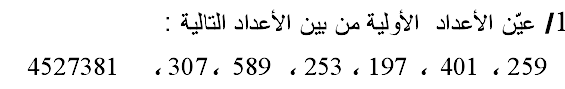 1/ عيّن الأعداد الأولية من بين الأعداد التالية :
259 ، 401 ، 197 ، 253 ، 589 ، 307 ، 4527381